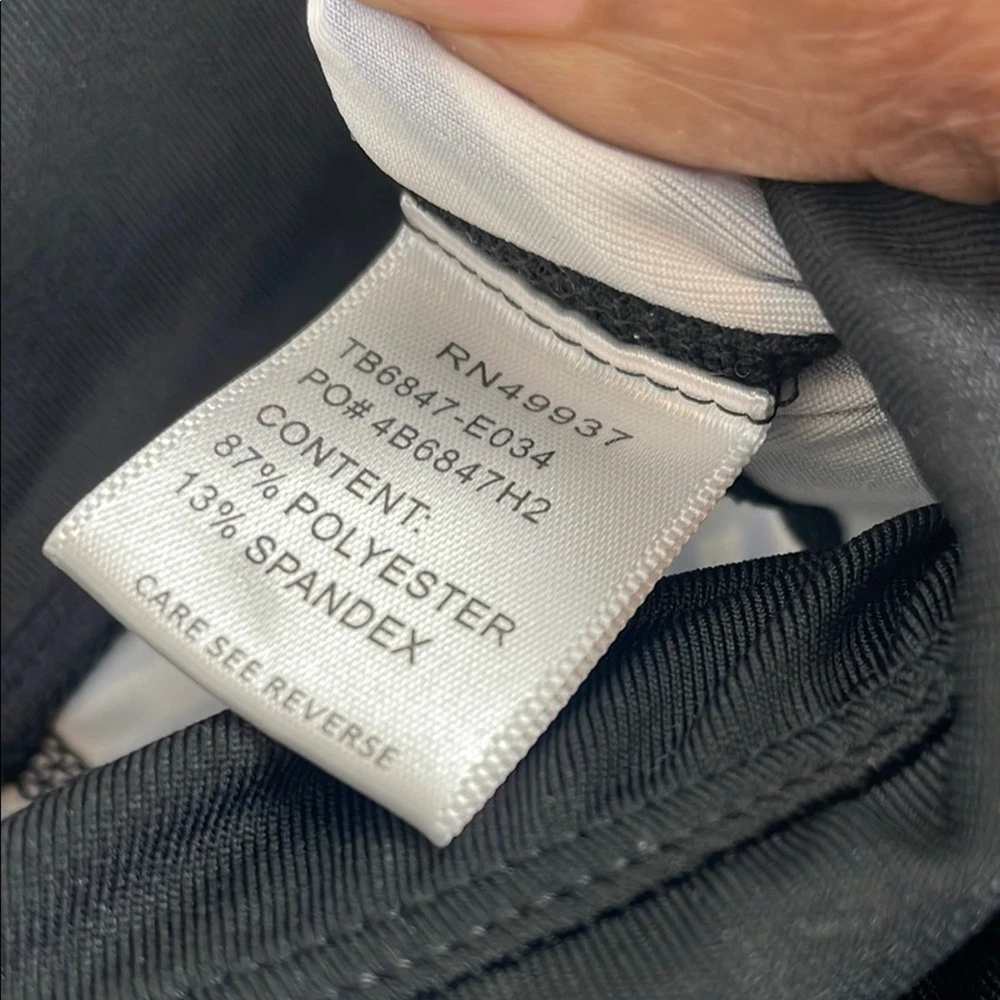 RN49937
TB6847-E034
PO# 4B6847H2
CONTENT:
87% POLYESTER
13% SPANDEX
CARE SEE REVERSE